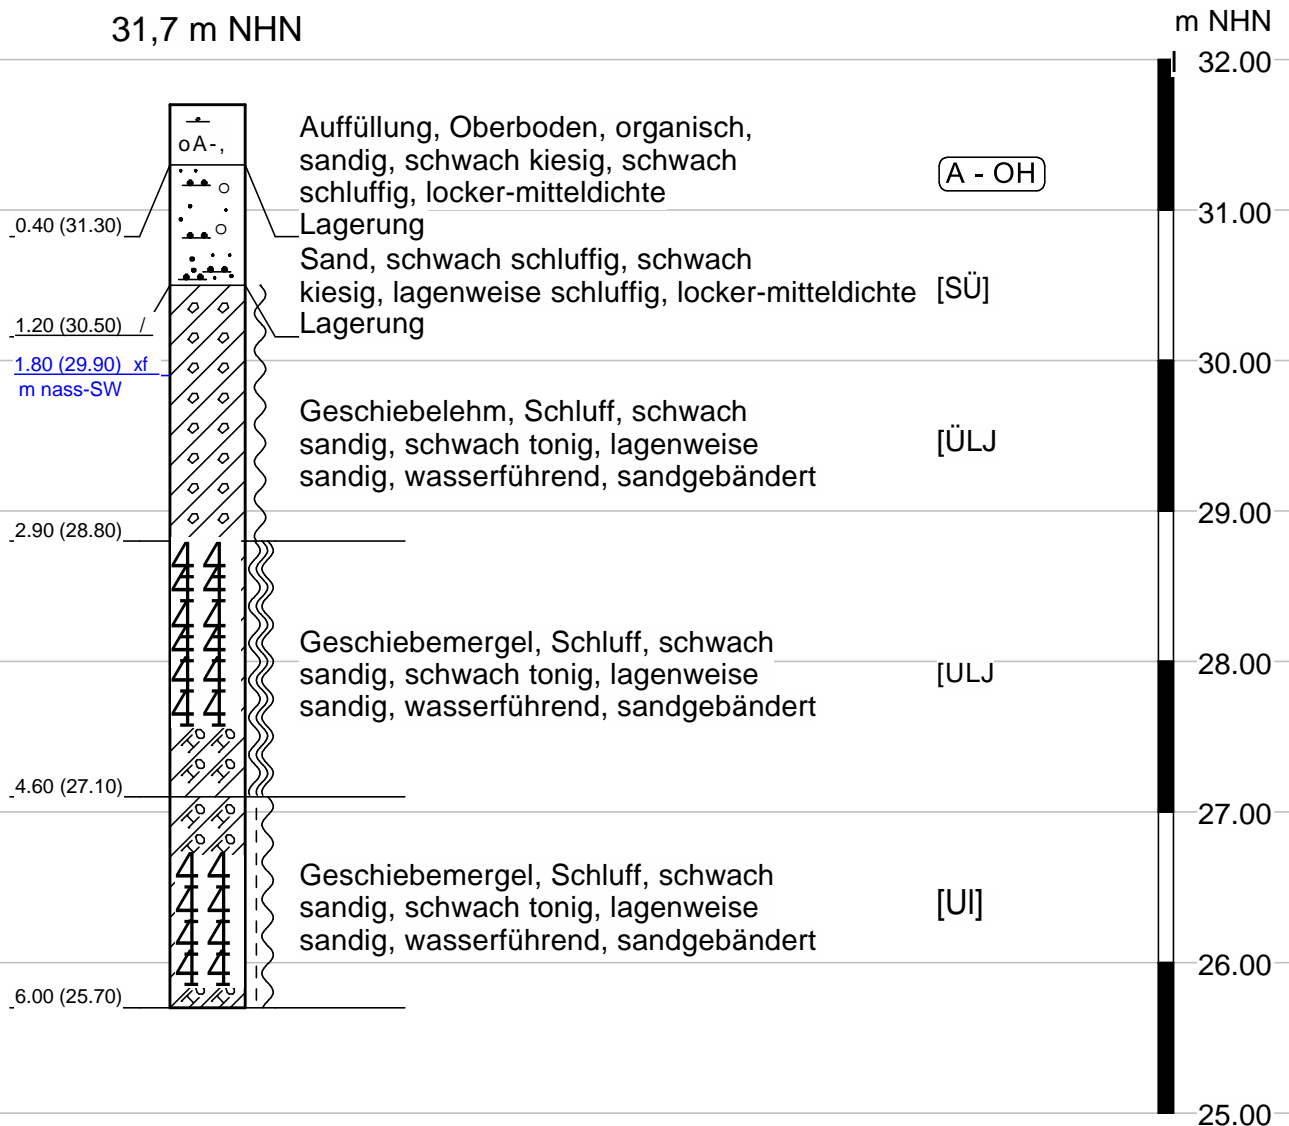 31,7 m NHN
m NHN
32.00
oA-,
Auffüllung, Oberboden, organisch,
sandig, schwach kiesig, schwach
schluffig, locker-mitteldichte
Lagerung
A - OH
0.40 (31.30)
31.00
Sand, schwach schluffig, schwach
kiesig, lagenweise schluffig, locker-mitteldichte
Lagerung
[SÜ]
1.20 (30.50) /
1.80 (29.90) xf
m nass-SW
30.00
Geschiebelehm, Schluff, schwach
sandig, schwach tonig, lagenweise
sandig, wasserführend, sandgebändert
[ÜLJ
29.00
2.90 (28.80)
Geschiebemergel, Schluff, schwach
sandig, schwach tonig, lagenweise
sandig, wasserführend, sandgebändert
[ULJ
28.00
4.60 (27.10)
27.00
Geschiebemergel, Schluff, schwach
sandig, schwach tonig, lagenweise
sandig, wasserführend, sandgebändert
[UI]
26.00
6.00 (25.70)
25.00